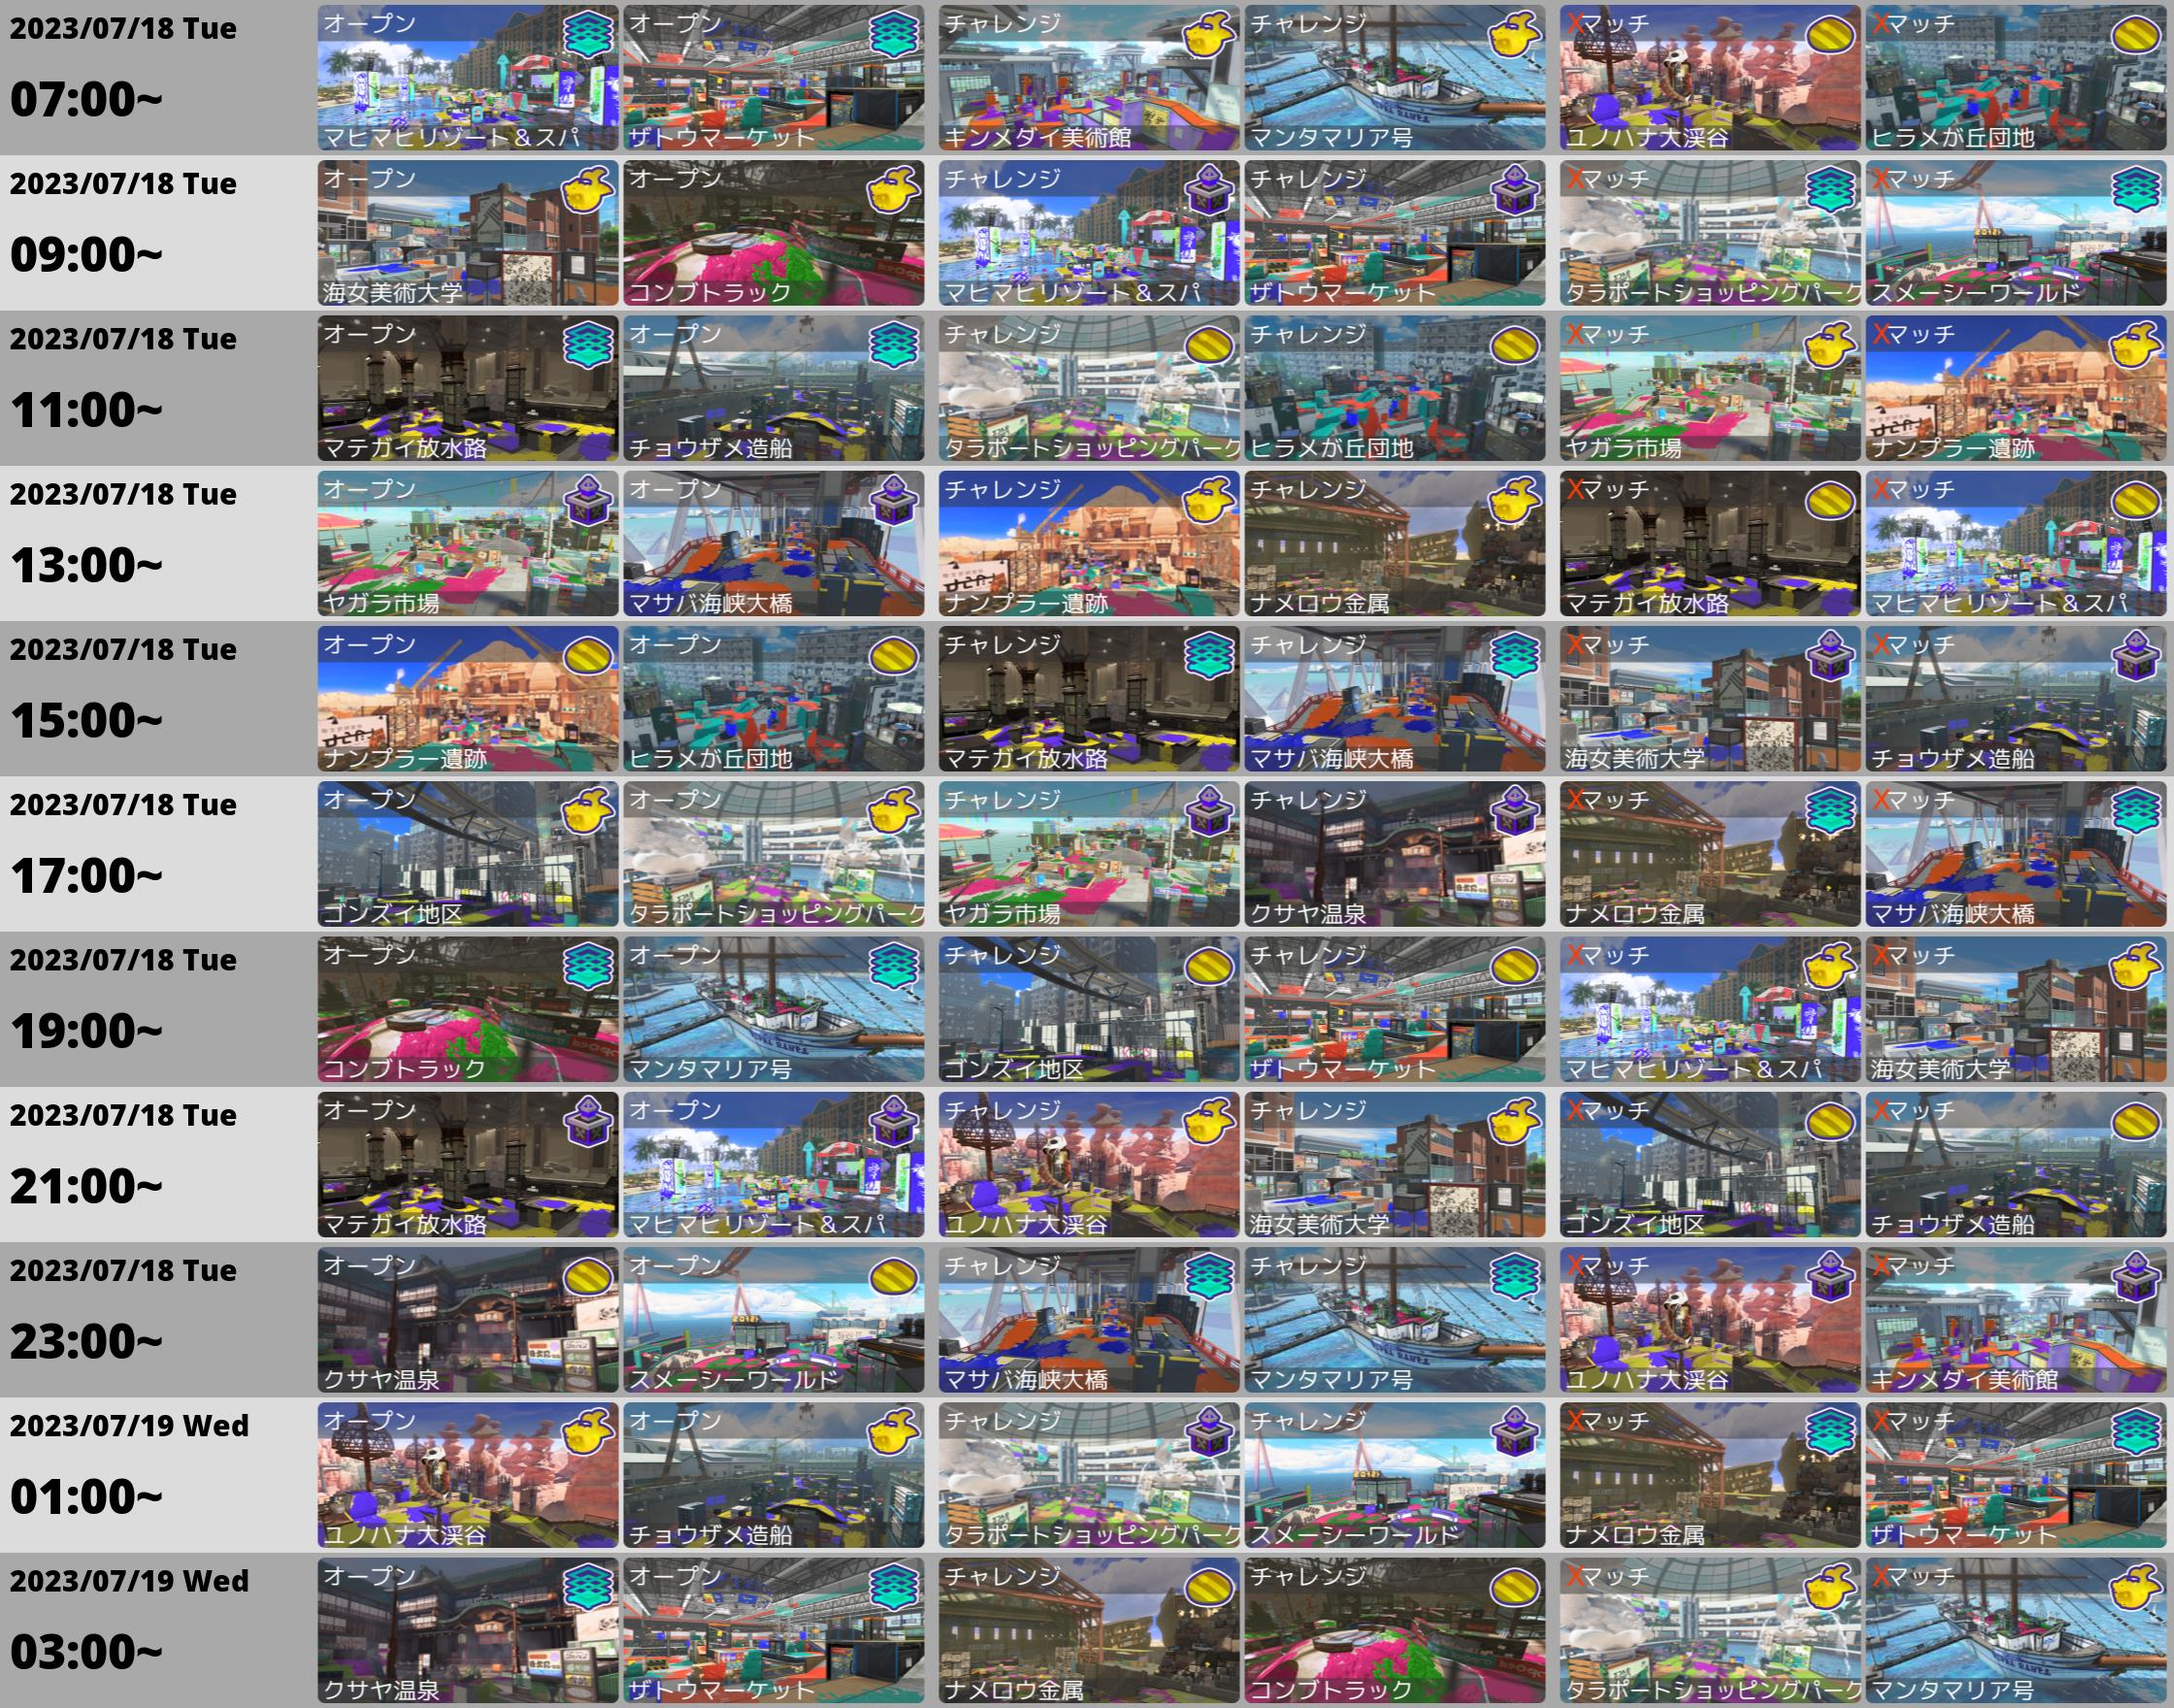 2023/07/18 Tue
07:00~
オープン オープン チャレンジ チャレンジ Xマッチ Xマッチ
マヒマヒリゾート＆スパ ザトウマーケット キンメダイ美術館 マンタマリア号 ユノハナ大渓谷 ヒラメが丘団地
2023/07/18 Tue
09:00~
オープン オープン チャレンジ チャレンジ Xマッチ Xマッチ
海女美術大学 コンブトラック マヒマヒリゾート＆スパ ザトウマーケット タラポートショッピングパーク スメーシーワールド
2023/07/18 Tue
11:00~
オープン オープン チャレンジ チャレンジ Xマッチ Xマッチ
マテガイ放水路 チョウザメ造船 タラポートショッピングパーク ヒラメが丘団地 ヤガラ市場 ナンプラー遺跡
2023/07/18 Tue
13:00~
オープン オープン チャレンジ チャレンジ Xマッチ Xマッチ
ヤガラ市場 マサバ海峡大橋 ナンプラー遺跡 ナメロウ金属 マテガイ放水路 マヒマヒリゾート＆スパ
2023/07/18 Tue
15:00~
オープン オープン チャレンジ チャレンジ Xマッチ Xマッチ
ナンプラー遺跡 ヒラメが丘団地 マテガイ放水路 マサバ海峡大橋 海女美術大学 チョウザメ造船
2023/07/18 Tue
17:00~
オープン オープン チャレンジ チャレンジ Xマッチ Xマッチ
ゴンズイ地区 タラポートショッピングパーク ヤガラ市場 クサヤ温泉 ナメロウ金属 マサバ海峡大橋
2023/07/18 Tue
19:00~
オープン オープン チャレンジ チャレンジ Xマッチ Xマッチ
コンブトラック マンタマリア号 ゴンズイ地区 ザトウマーケット マヒマヒリゾート＆スパ 海女美術大学
2023/07/18 Tue
21:00~
オープン オープン チャレンジ チャレンジ Xマッチ Xマッチ
マテガイ放水路 マヒマヒリゾート＆スパ ユノハナ大渓谷 海女美術大学 ゴンズイ地区 チョウザメ造船
2023/07/18 Tue
23:00~
オープン オープン チャレンジ チャレンジ Xマッチ Xマッチ
クサヤ温泉 スメーシーワールド マサバ海峡大橋 マンタマリア号 ユノハナ大渓谷 キンメダイ美術館
2023/07/19 Wed
01:00~
オープン オープン チャレンジ チャレンジ Xマッチ Xマッチ
ユノハナ大渓谷 チョウザメ造船 タラポートショッピングパーク スメーシーワールド ナメロウ金属 ザトウマーケット
2023/07/19 Wed
03:00~
オープン オープン チャレンジ チャレンジ Xマッチ Xマッチ
クサヤ温泉 ザトウマーケット ナメロウ金属 コンブトラック タラポートショッピングパーク マンタマリア号